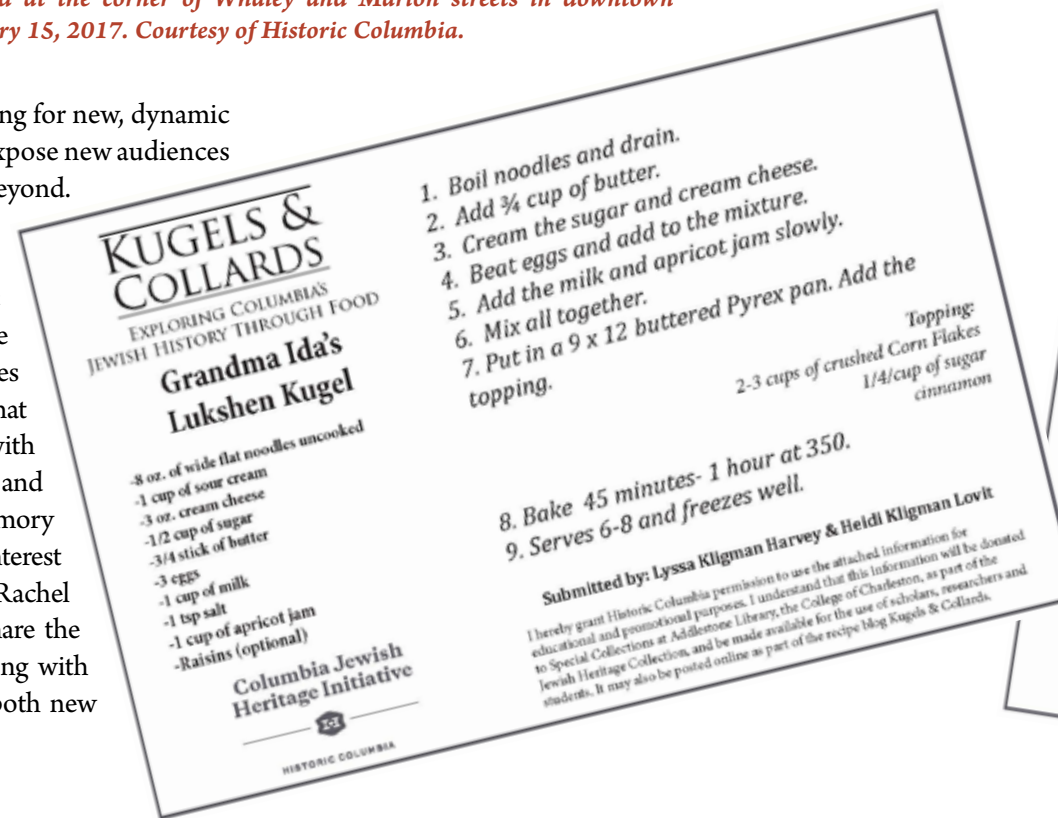 at the corner of Whaley and Marion streets in downtown
ry 15, 2017. Courtesy of Historic Columbia.
ng for new, dynamic
xpose new audiences
eyond.
e
es
hat
with
and
mory
nterest
Rachel
hare the
ng with
both new
KUGELS &
COLLARDS
EXPLORING COLUMBIA'S
JEWISH HISTORY THROUGH FOOD
Grandma Ida's
Lukshen Kugel
-8 oz. of wide flat noodles uncooked
-1 cup of sour cream
-3 oz. cream cheese
-1/2 cup of sugar
-3/4 stick of butter
-3 eggs
-1 cup of milk
-1 tsp salt
-1 cup of apricot jam
-Raisins (optional)
Columbia Jewish
Heritage Initiative
HISTORIC COLUMBIA
1. Boil noodles and drain.
2. Add ¾ cup of butter.
3. Cream the sugar and cream cheese.
4. Beat eggs and add to the mixture.
5. Add the milk and apricot jam slowly.
6. Mix all together.
7. Put in a 9 x 12 buttered Pyrex pan. Add the
topping.
Topping:
2-3 cups of crushed Corn Flakes
1/4/cup of sugar
cinnamon
8. Bake 45 minutes- 1 hour at 350.
9. Serves 6-8 and freezes well.
Submitted by: Lyssa Kligman Harvey & Heidi Kligman Lovit
I hereby grant Historic Columbia permission to use the attached information for
educational and promotional purposes. I understand that this information will be donated
to Special Collections at Addlestone Library, the College of Charleston, as part of the
Jewish Heritage Collection, and be made available for the use of scholars, researchers and
students. It may also be posted online as part of the recipe blog Kugels & Collards.